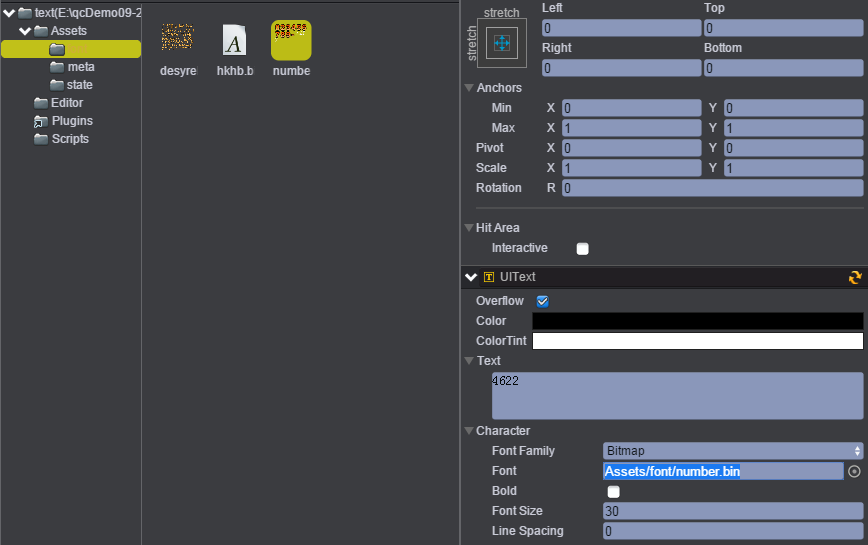 text(E:\qcDemo09-2
Assets
meta
state
Editor
Plugins
Scripts
desyrel
hkhb.b
numbe
stretch
stretch
Left
Top
0
0
Right
Bottom
0
0
Anchors
Min X 0 Y 0
Max X 1 Y 1
Pivot X 0 Y 0
Scale X 1 Y 1
Rotation R 0
Hit Area
Interactive
UIText
Overflow
Color
ColorTint
Text
4622
Character
Font Family Bitmap
Font Assets/font/number.bin
Bold
Font Size 30
Line Spacing 0